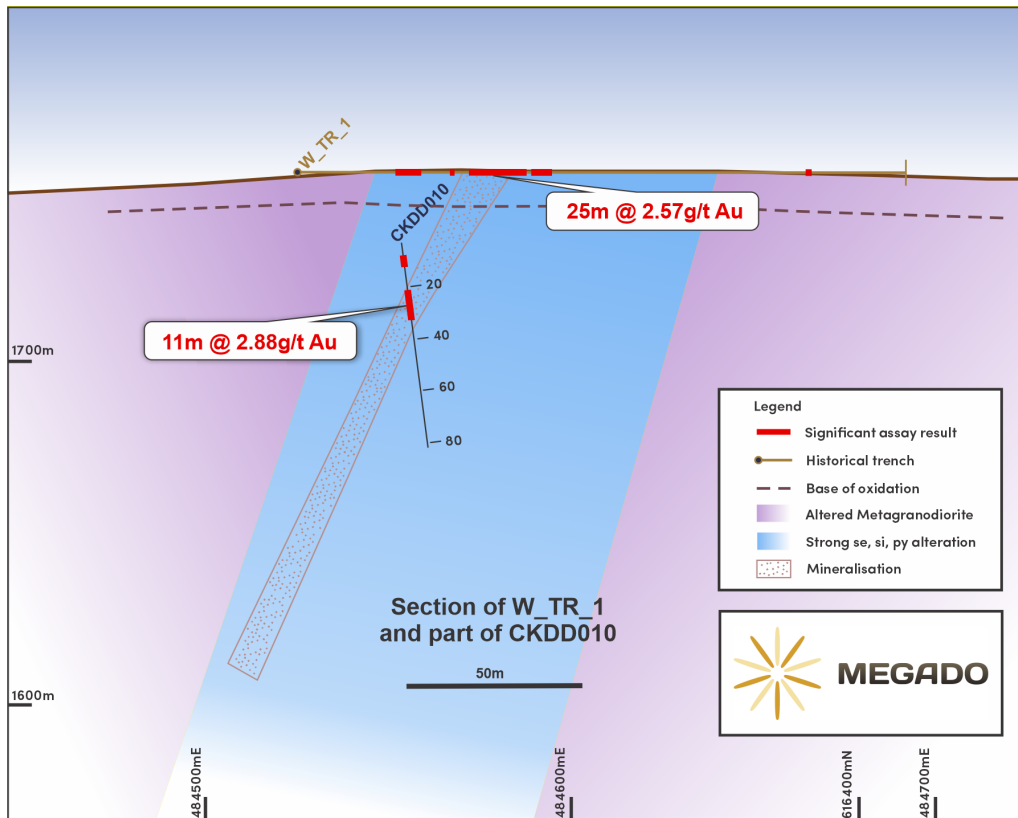 W_TR_1
CKDD010
25m @ 2.57g/t Au
20
11m @ 2.88g/t Au
40
1700m
60
80
Legend
Significant assay result
Historical trench
Base of oxidation
Altered Metagranodiorite
Strong se, si, py alteration
Mineralisation
Section of W_TR_1
and part of CKDD010
50m
MEGADO
1600m
484500mE
484600mE
616400mN
484700mE